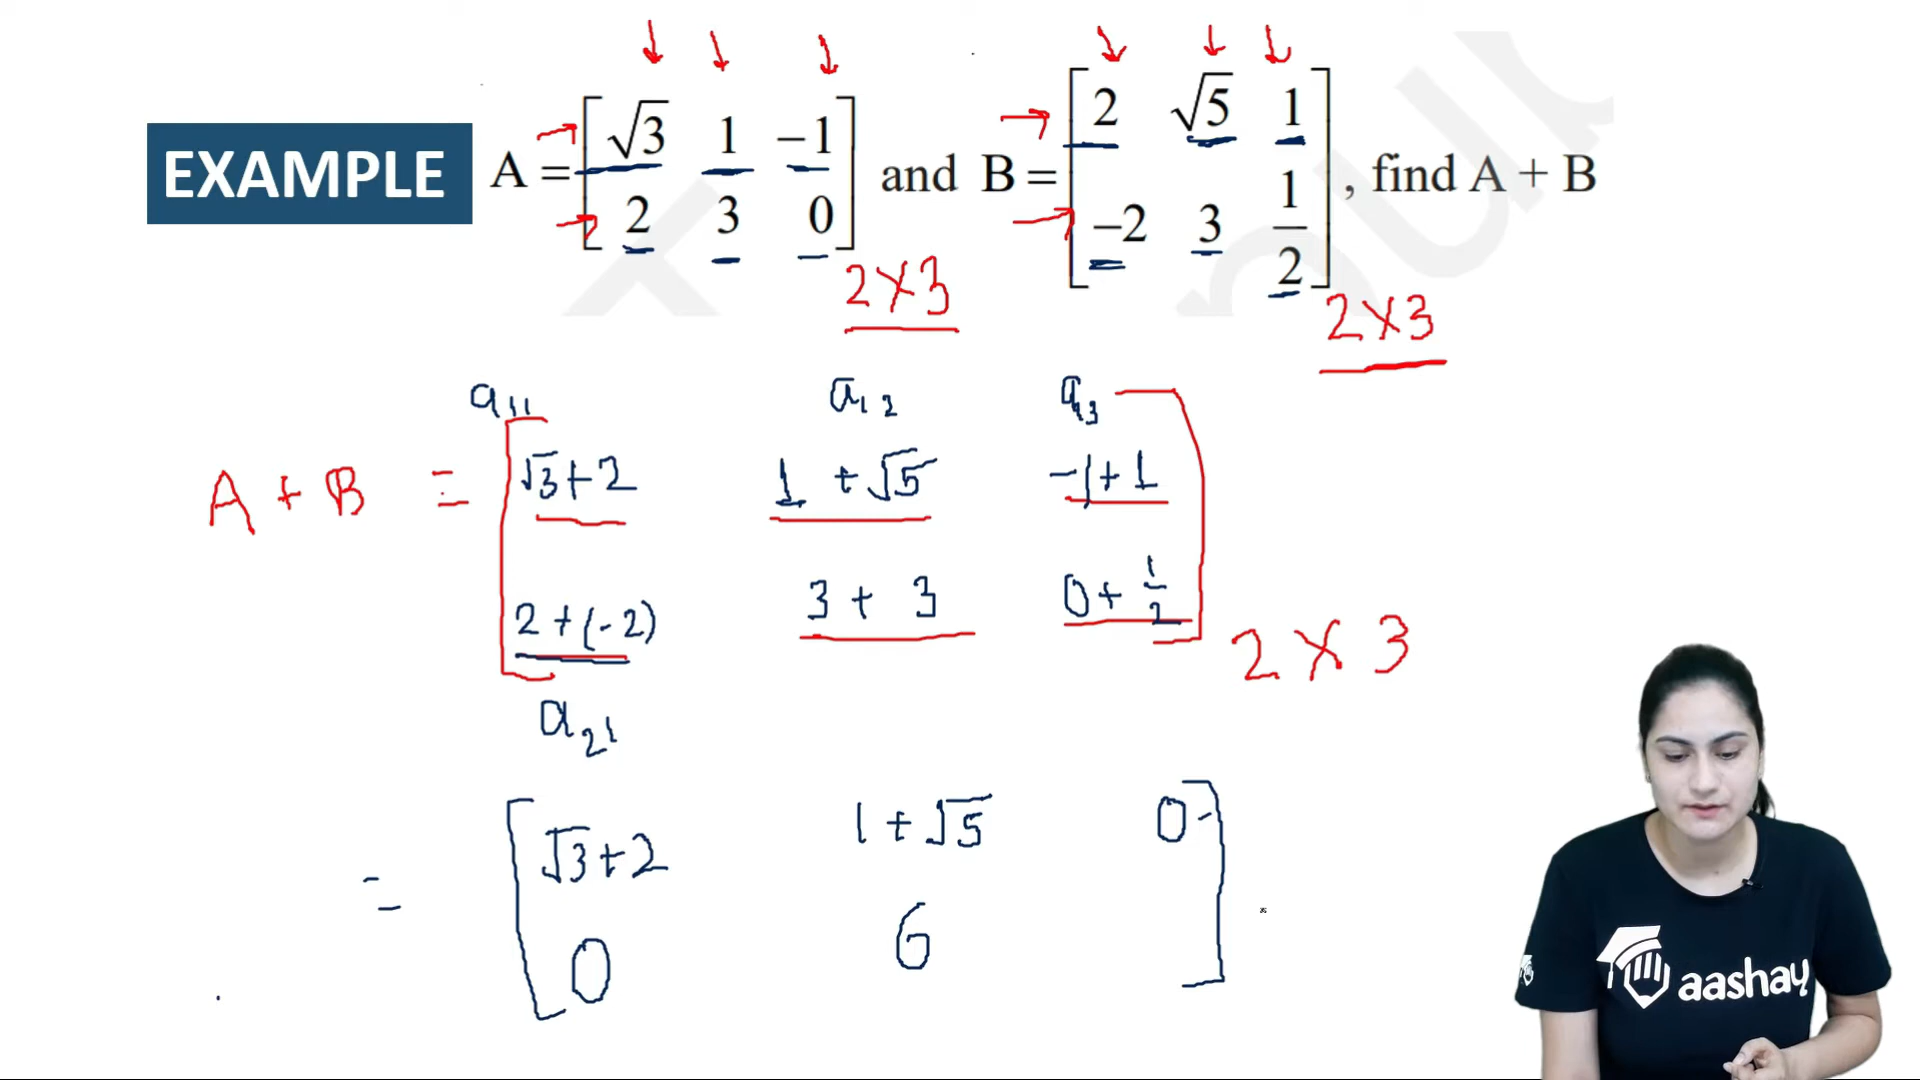 EXAMPLE A = [ √3 1 −1 ; 2 3 0 ] and B = [ 2 √5 1 ; −2 3 1/2 ] , find A + B
2×3 2×3
a11 a12 a13
A + B = [ √3+2 1 + √5 -1+1
2+(-2) 3 + 3 0+ 1/2 ] 2 × 3
a21
= [ √3+2 1+√5 0
0 6 ]
aashay